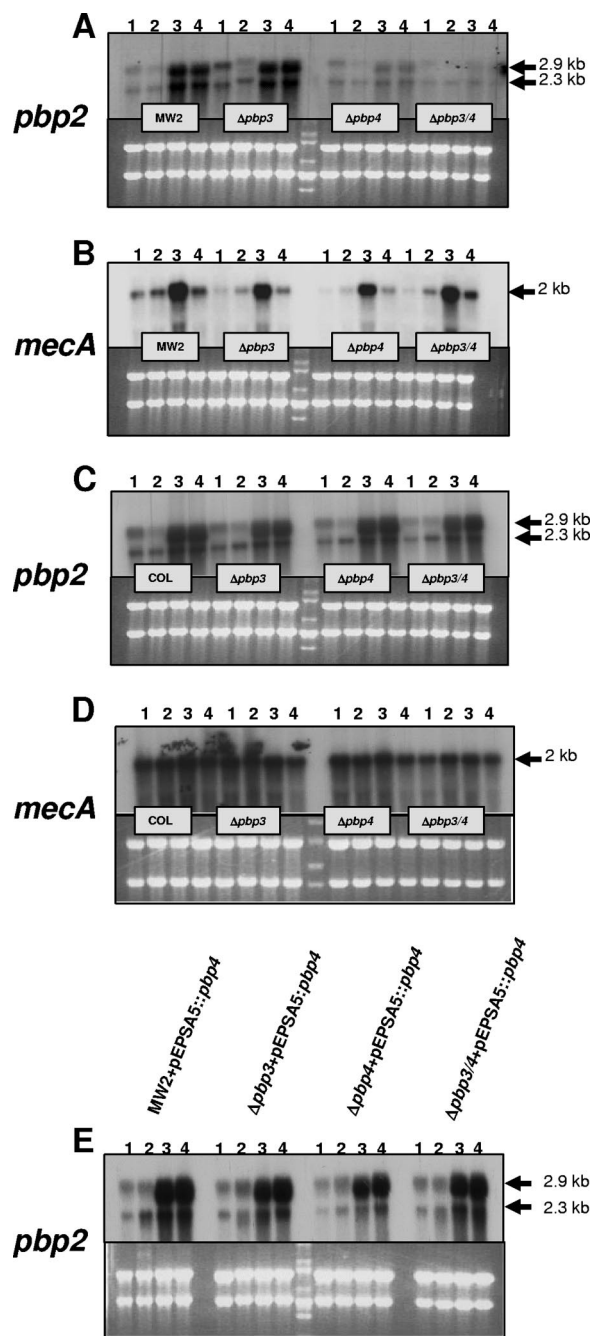 A
1 2 3 4 1 2 3 4 1 2 3 4 1 2 3 4
2.9 kb
2.3 kb
pbp2
MW2 Δpbp3 Δpbp4 Δpbp3/4
B
1 2 3 4 1 2 3 4 1 2 3 4 1 2 3 4
2 kb
mecA
MW2 Δpbp3 Δpbp4 Δpbp3/4
C
1 2 3 4 1 2 3 4 1 2 3 4 1 2 3 4
2.9 kb
2.3 kb
pbp2
COL Δpbp3 Δpbp4 Δpbp3/4
D
1 2 3 4 1 2 3 4 1 2 3 4 1 2 3 4
2 kb
mecA
COL Δpbp3 Δpbp4 Δpbp3/4
MW2+pEPSA5::pbp4
Δpbp3+pEPSA5:pbp4
Δpbp4+pEPSA5::pbp4
Δpbp3/4+pEPSA5::pbp4
E
1 2 3 4 1 2 3 4 1 2 3 4 1 2 3 4
2.9 kb
2.3 kb
pbp2